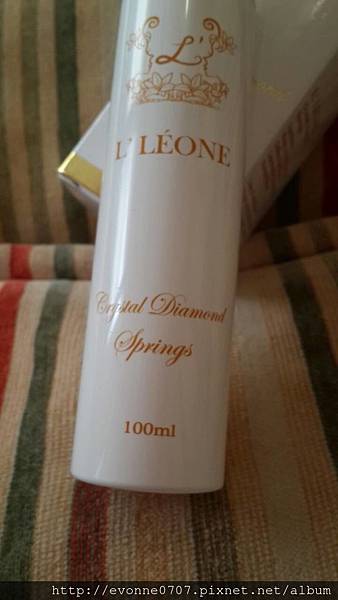 L'
L' LÉONE
Crystal Diamond
Springs
100ml
http://evonne0707.pixnet.net/album